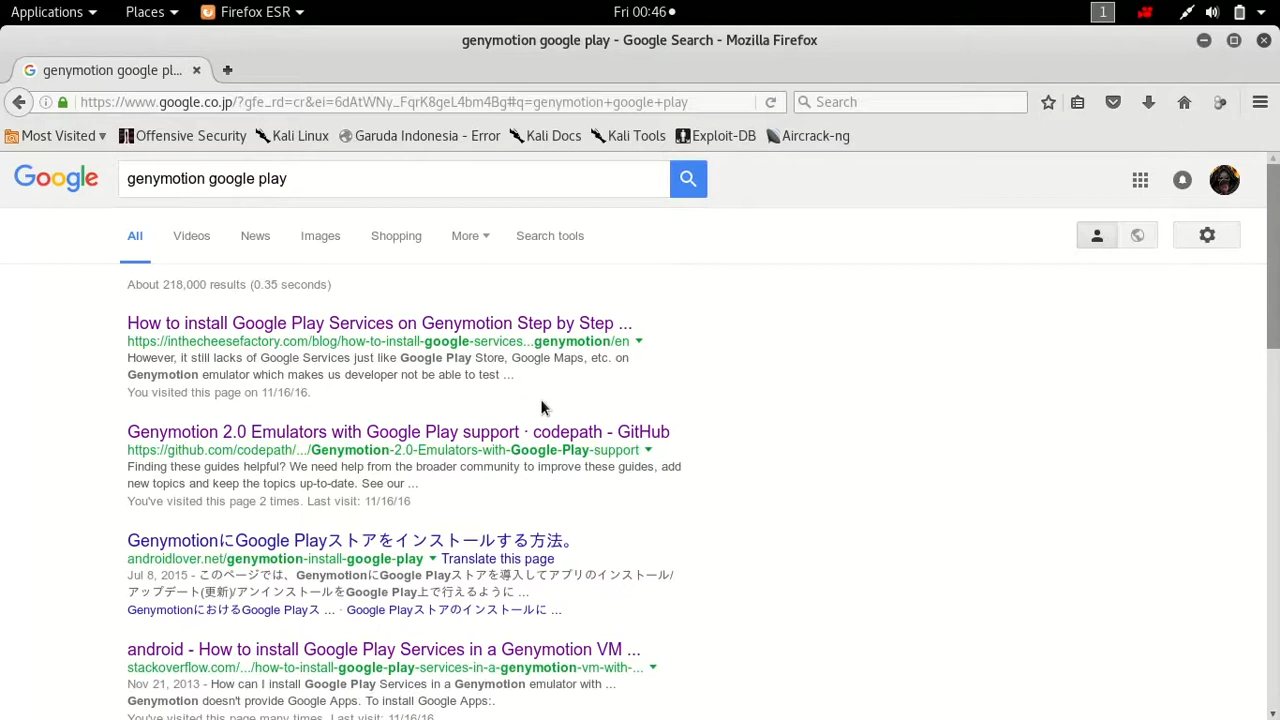 Applications Places Firefox ESR Fri 00:46 1
genymotion google play - Google Search - Mozilla Firefox
genymotion google pl...
https://www.google.co.jp/?gfe_rd=cr&ei=6dAtWNy_FqrK8geL4bm4Bg#q=genymotion+google+play Search
Most Visited Offensive Security Kali Linux Garuda Indonesia - Error Kali Docs Kali Tools Exploit-DB Aircrack-ng
Google genymotion google play
All Videos News Images Shopping More Search tools
About 218,000 results (0.35 seconds)
How to install Google Play Services on Genymotion Step by Step ...
https://inthecheesefactory.com/blog/how-to-install-google-services...genymotion/en
However, it still lacks of Google Services just like Google Play Store, Google Maps, etc. on
Genymotion emulator which makes us developer not be able to test ...
You visited this page on 11/16/16.
Genymotion 2.0 Emulators with Google Play support · codepath - GitHub
https://github.com/codepath/.../Genymotion-2.0-Emulators-with-Google-Play-support
Finding these guides helpful? We need help from the broader community to improve these guides, add
new topics and keep the topics up-to-date. See our ...
You've visited this page 2 times. Last visit: 11/16/16
GenymotionにGoogle Playストアをインストールする方法。
androidlover.net/genymotion-install-google-play Translate this page
Jul 8, 2015 - このページでは、GenymotionにGoogle Playストアを導入してアプリのインストール/
アップデート(更新)/アンインストールをGoogle Play上で行えるように ...
GenymotionにおけるGoogle Playス ... · Google Playストアのインストールに ...
android - How to install Google Play Services in a Genymotion VM ...
stackoverflow.com/.../how-to-install-google-play-services-in-a-genymotion-vm-with-...
Nov 21, 2013 - How can I install Google Play Services in a Genymotion emulator with ...
Genymotion doesn't provide Google Apps. To install Google Apps:.
You've visited this page many times. Last visit: 11/16/16